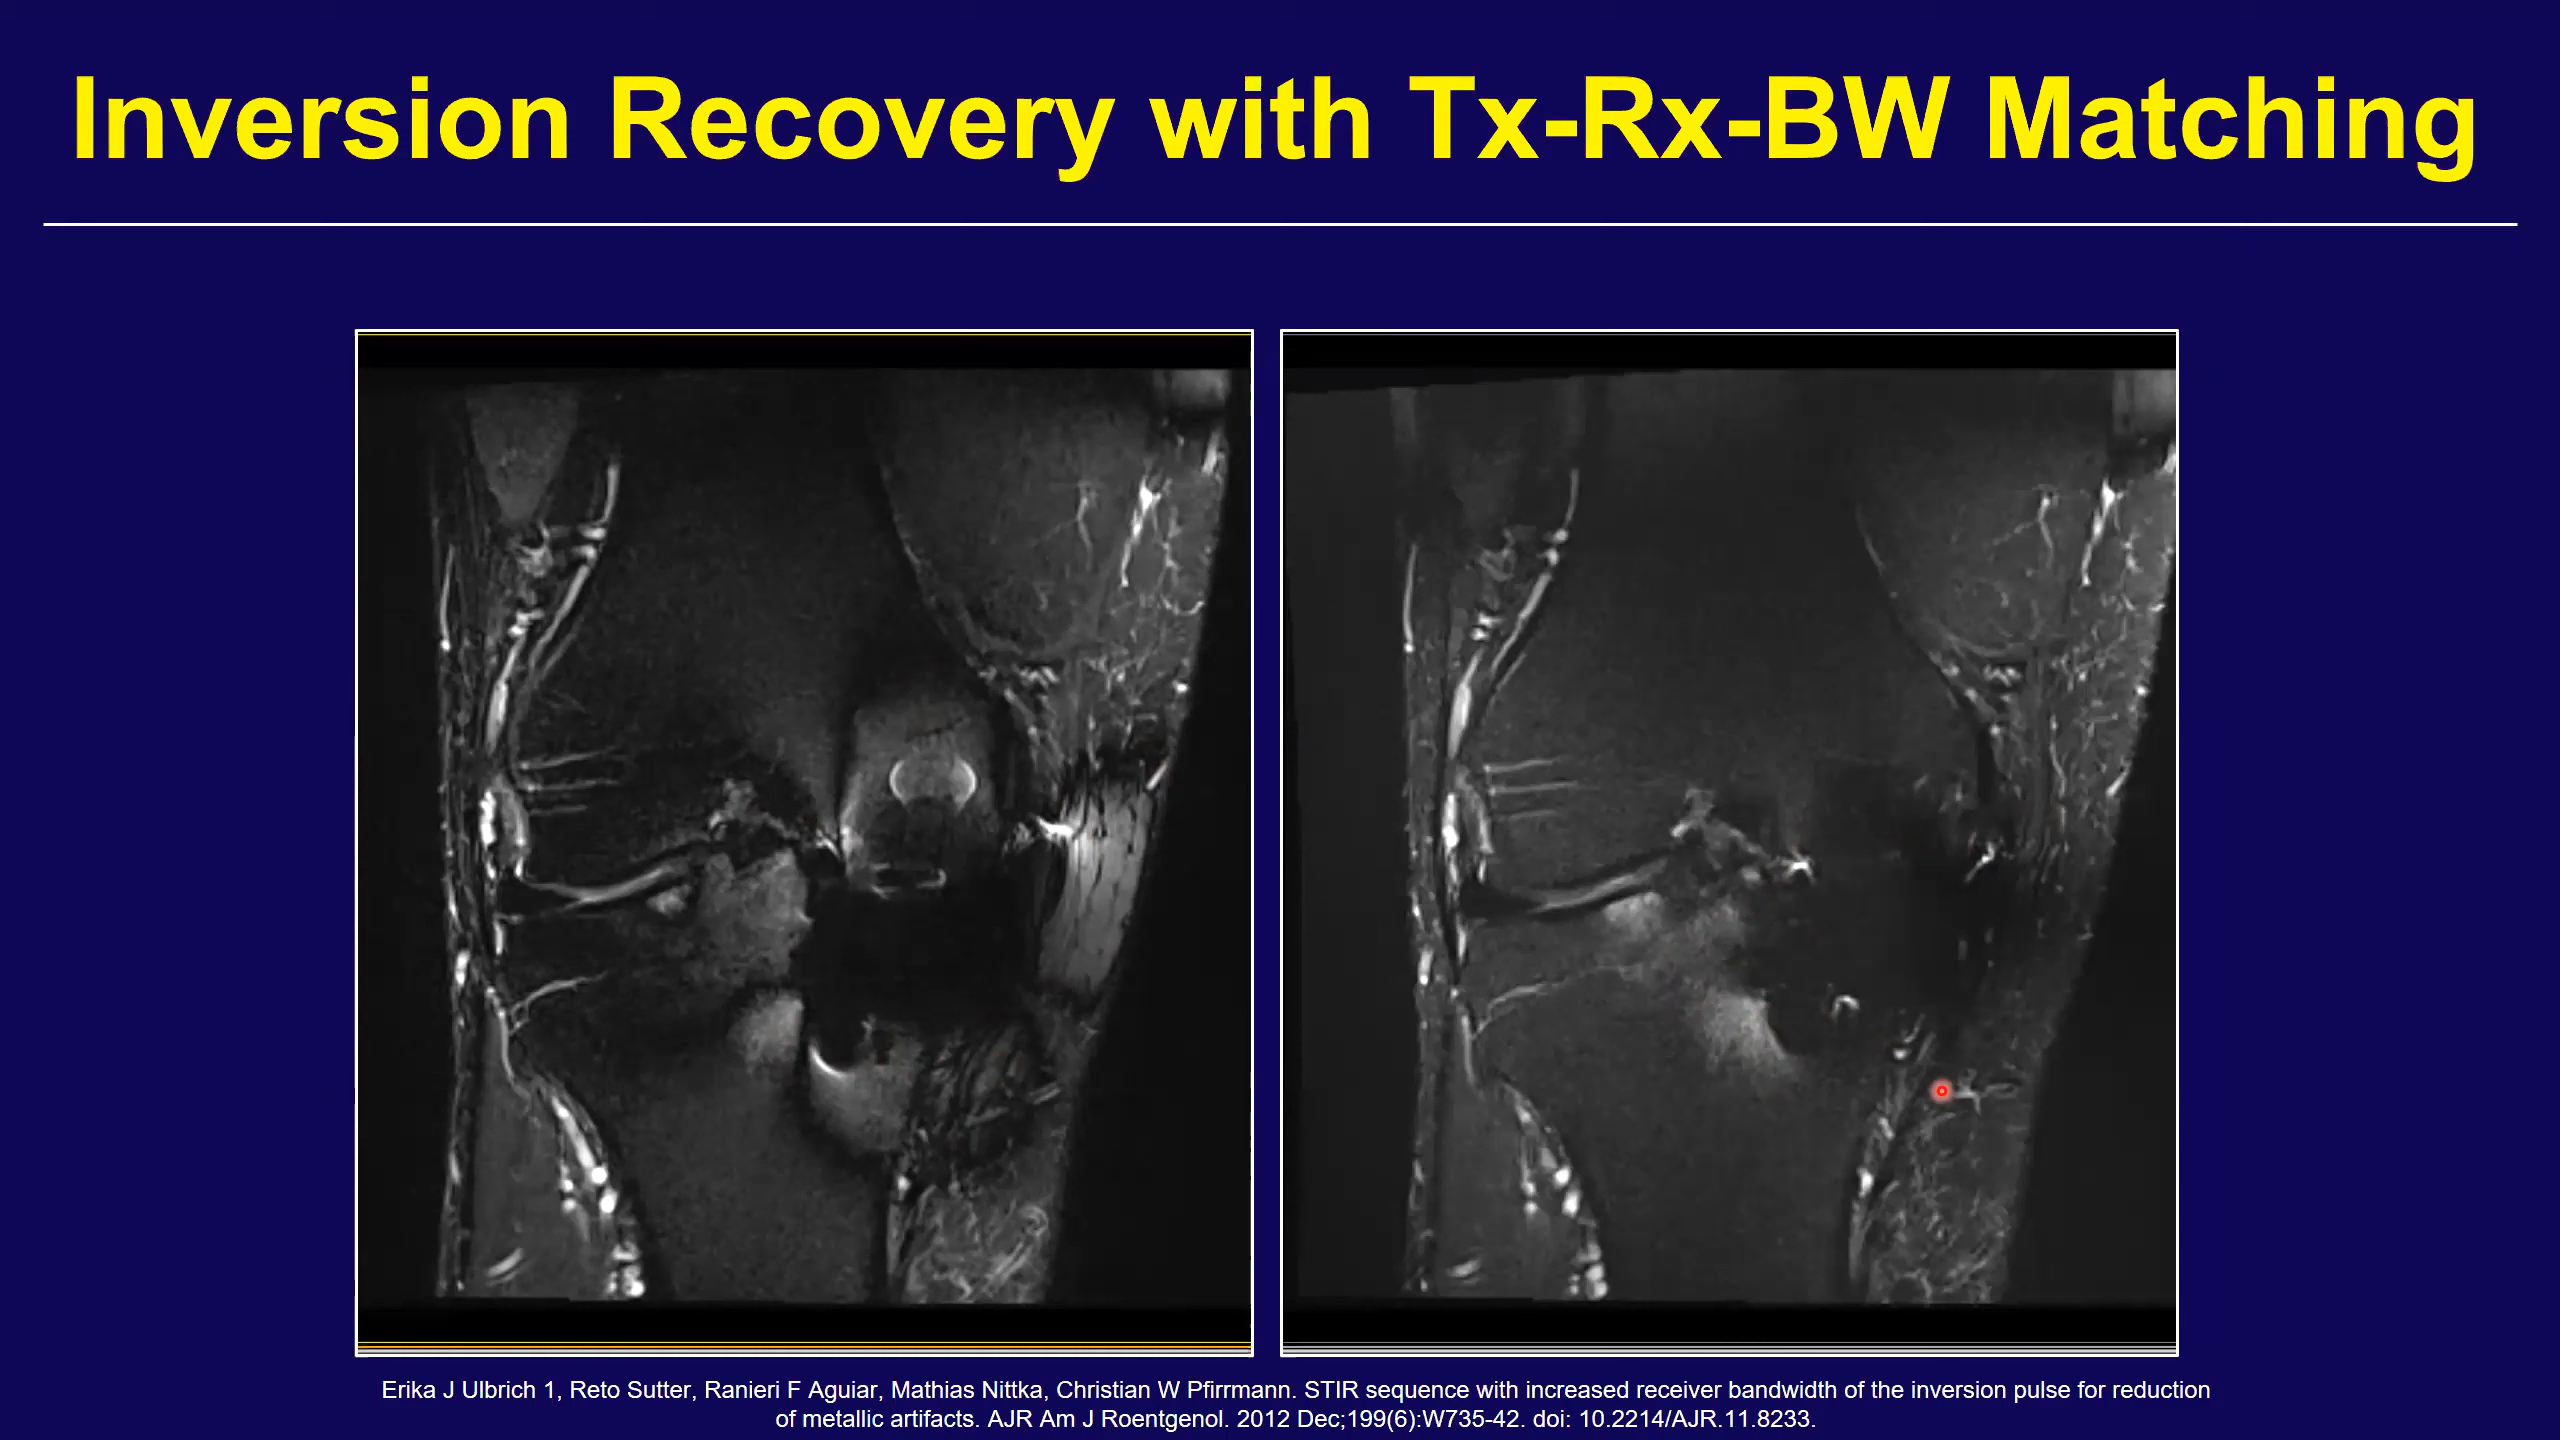 Inversion Recovery with Tx-Rx-BW Matching
Erika J Ulbrich 1, Reto Sutter, Ranieri F Aguiar, Mathias Nittka, Christian W Pfirrmann. STIR sequence with increased receiver bandwidth of the inversion pulse for reduction
of metallic artifacts. AJR Am J Roentgenol. 2012 Dec;199(6):W735-42. doi: 10.2214/AJR.11.8233.